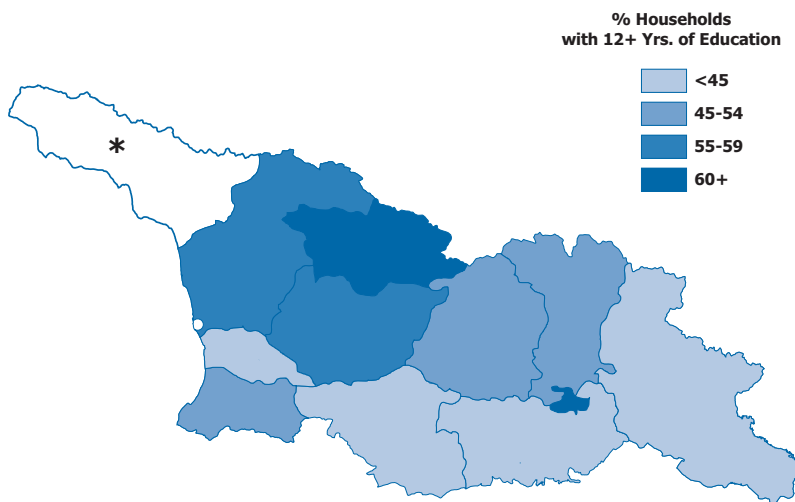 % Households
with 12+ Yrs. of Education
<45
45-54
55-59
60+
*